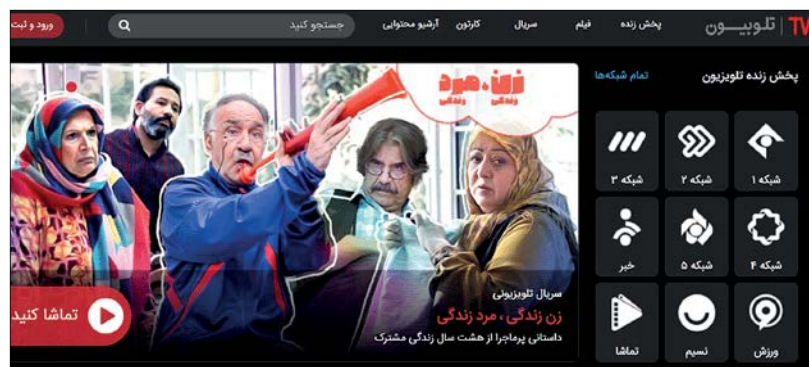 TV | تلوبیـــون
پخش زنده
فیلم
سریال
کارتون
آرشیو محتوایی
جستجو کنید
ورود و ثبت
پخش زنده تلویزیون
تمام شبکه‌ها
شبکه ۱
شبکه ۲
شبکه ۳
شبکه ۴
شبکه ۵
خبر
ورزش
نسیم
تماشا
زن، مرد
زندگی زندگی
سریال تلویزیونی
زن زندگی، مرد زندگی
داستانی پرماجرا از هشت سال زندگی مشترک
تماشا کنید